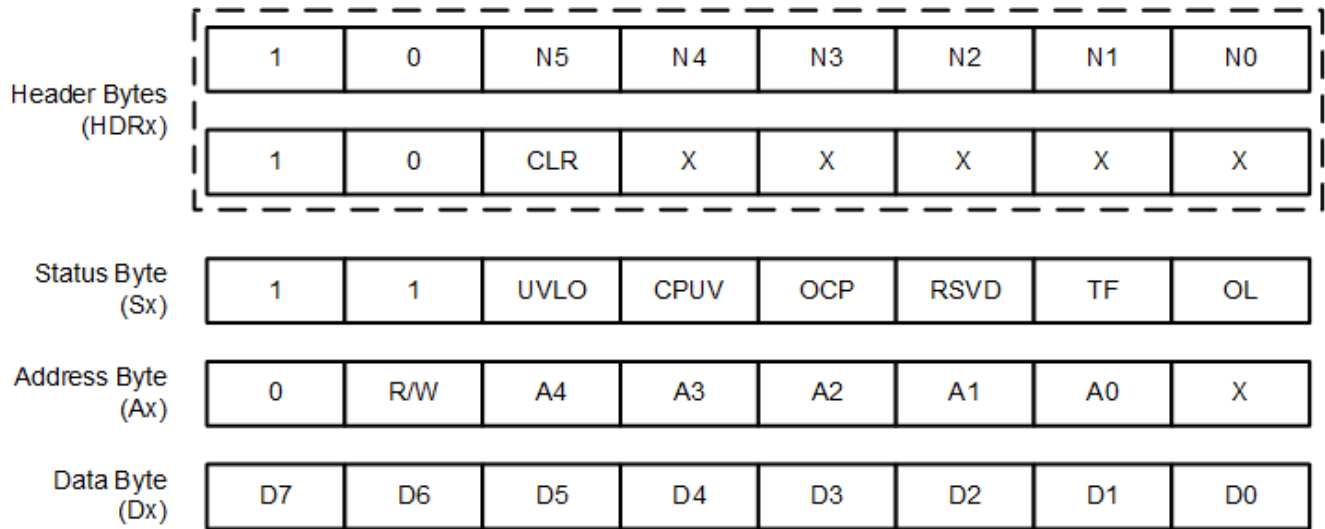 Header Bytes
(HDRx)
1 0 N5 N4 N3 N2 N1 N0
1 0 CLR X X X X X
Status Byte
(Sx)
1 1 UVLO CPUV OCP RSVD TF OL
Address Byte
(Ax)
0 R/W A4 A3 A2 A1 A0 X
Data Byte
(Dx)
D7 D6 D5 D4 D3 D2 D1 D0